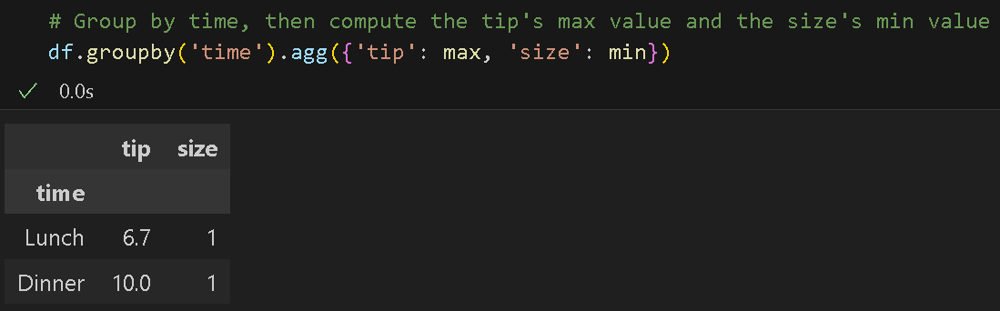 # Group by time, then compute the tip's max value and the size's min value
df.groupby('time').agg({'tip': max, 'size': min})
0.0s
tip size
time
Lunch 6.7 1
Dinner 10.0 1